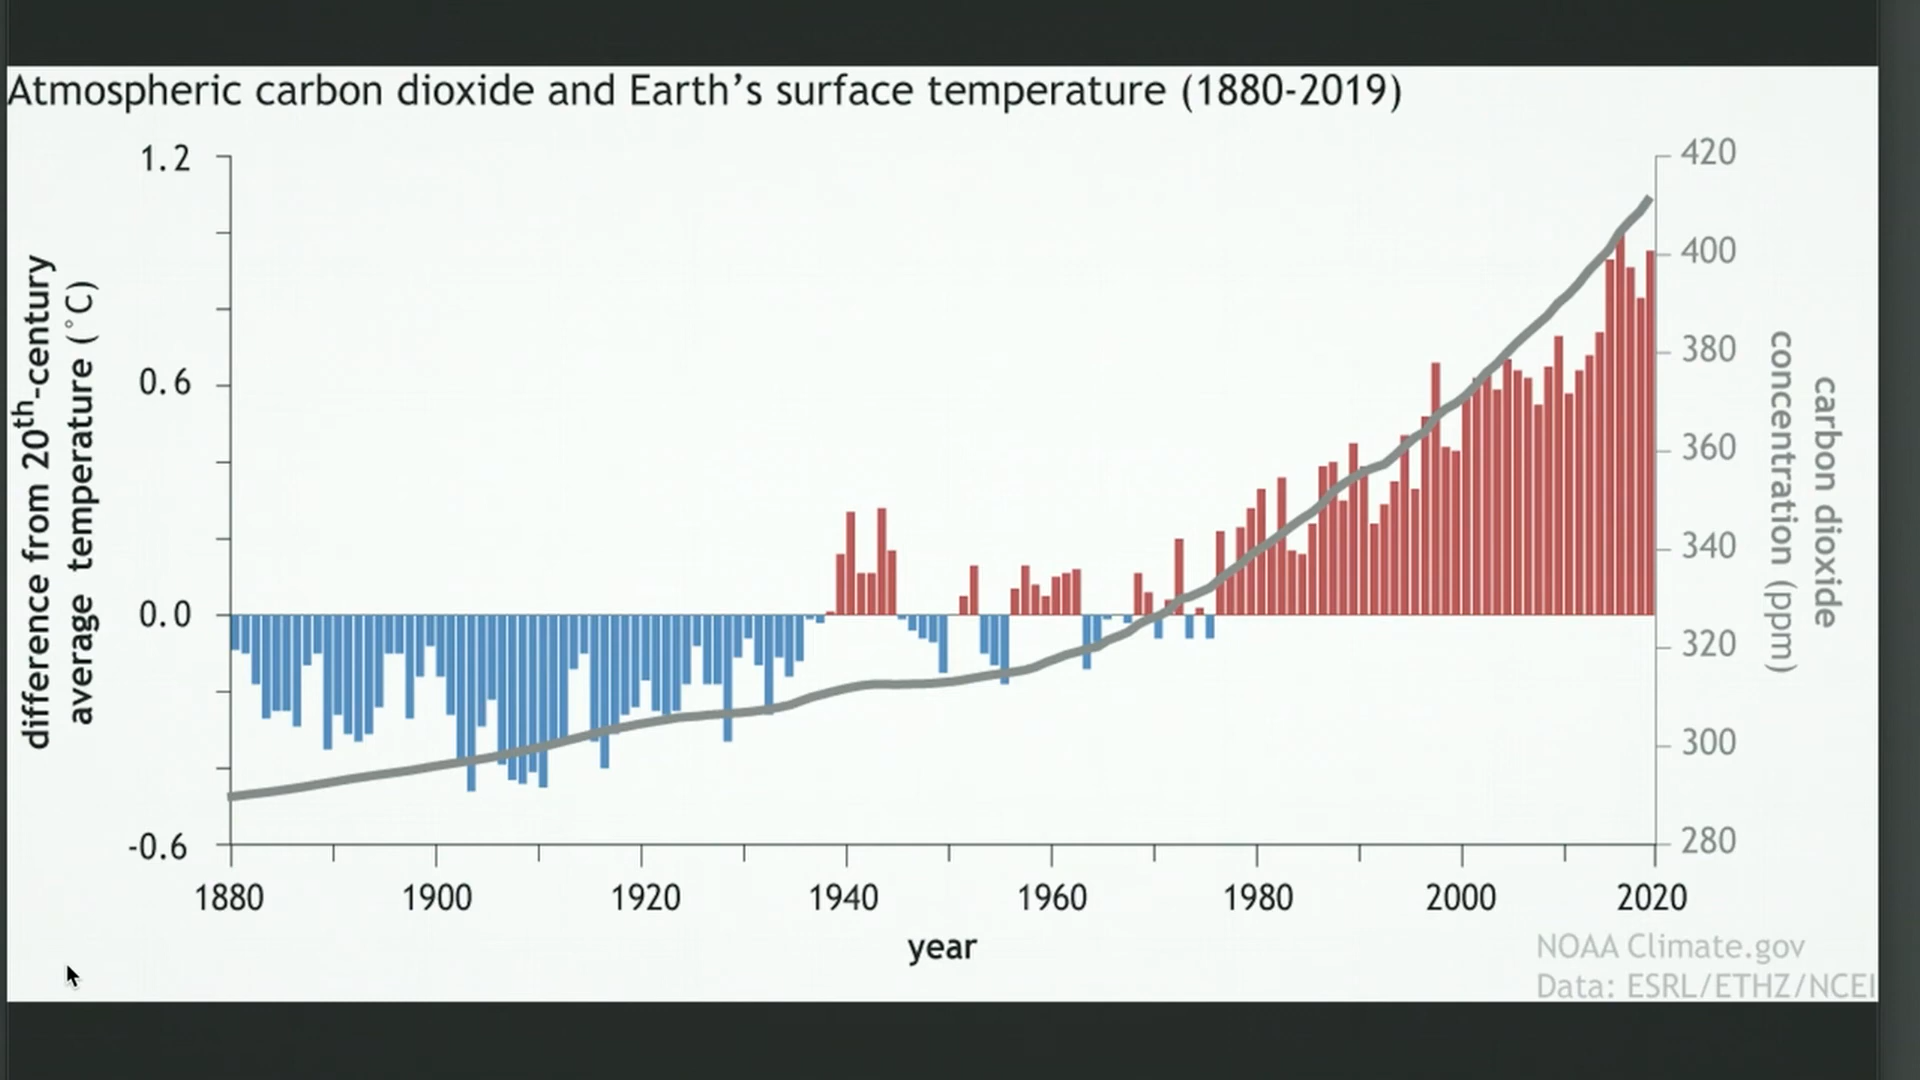 Atmospheric carbon dioxide and Earth's surface temperature (1880-2019)
difference from 20th-century
average temperature (°C)
1.2
0.6
0.0
-0.6
420
400
380
360
340
320
300
280
carbon dioxide
concentration (ppm)
1880 1900 1920 1940 1960 1980 2000 2020
year
NOAA Climate.gov
Data: ESRL/ETHZ/NCEI